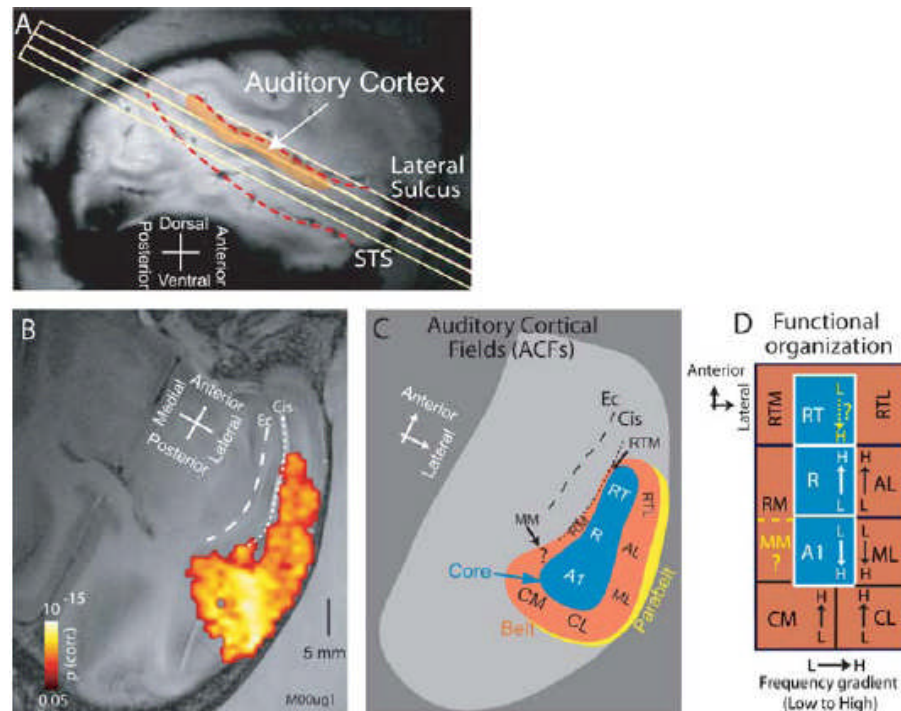 A
Auditory Cortex
Lateral
Sulcus
STS
Dorsal
Posterior
Anterior
Ventral
B
Medial
Anterior
Posterior
Lateral
Ec
Cis
10
-15
p (corr.)
0.05
5 mm
M00ug1
C
Auditory Cortical
Fields (ACFs)
Anterior
Lateral
Ec
Cis
RTM
MM
?
RM
RT
RTL
R
AL
Core
A1
ML
CM
CL
Belt
Parabelt
D
Functional
organization
Anterior
Lateral
RTM
RT
L
?
H
RTL
RM
R
H
L
H
L
AL
MM
?
A1
L
H
L
H
ML
CM
H
L
H
L
CL
L → H
Frequency gradient
(Low to High)